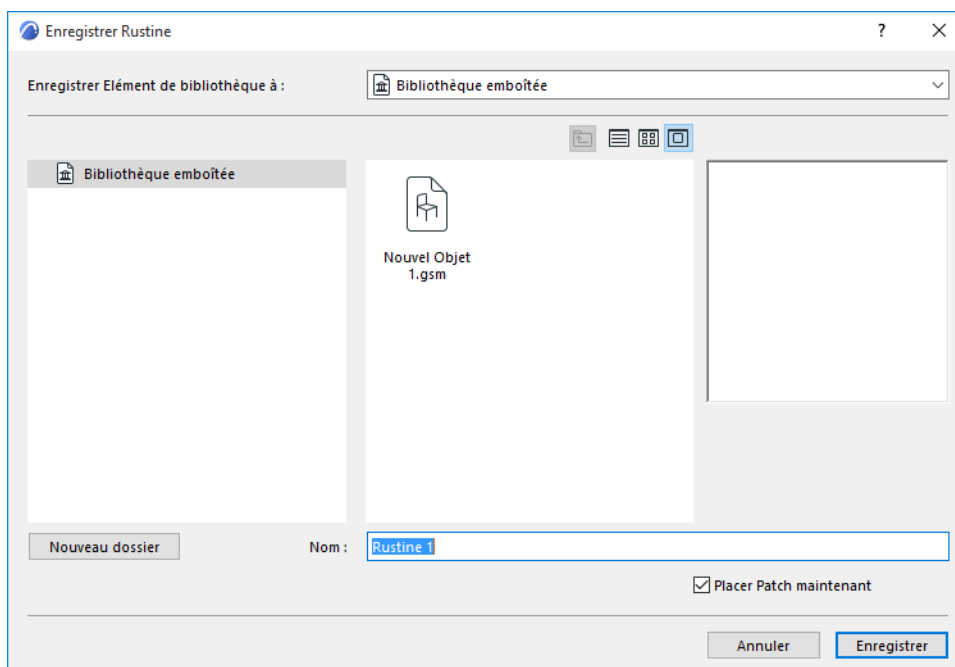 Enregistrer Rustine
?
Enregistrer Elément de bibliothèque à :
Bibliothèque emboîtée
Bibliothèque emboîtée
Nouvel Objet
1.gsm
Nouveau dossier
Nom :
Rustine 1
Placer Patch maintenant
Annuler
Enregistrer